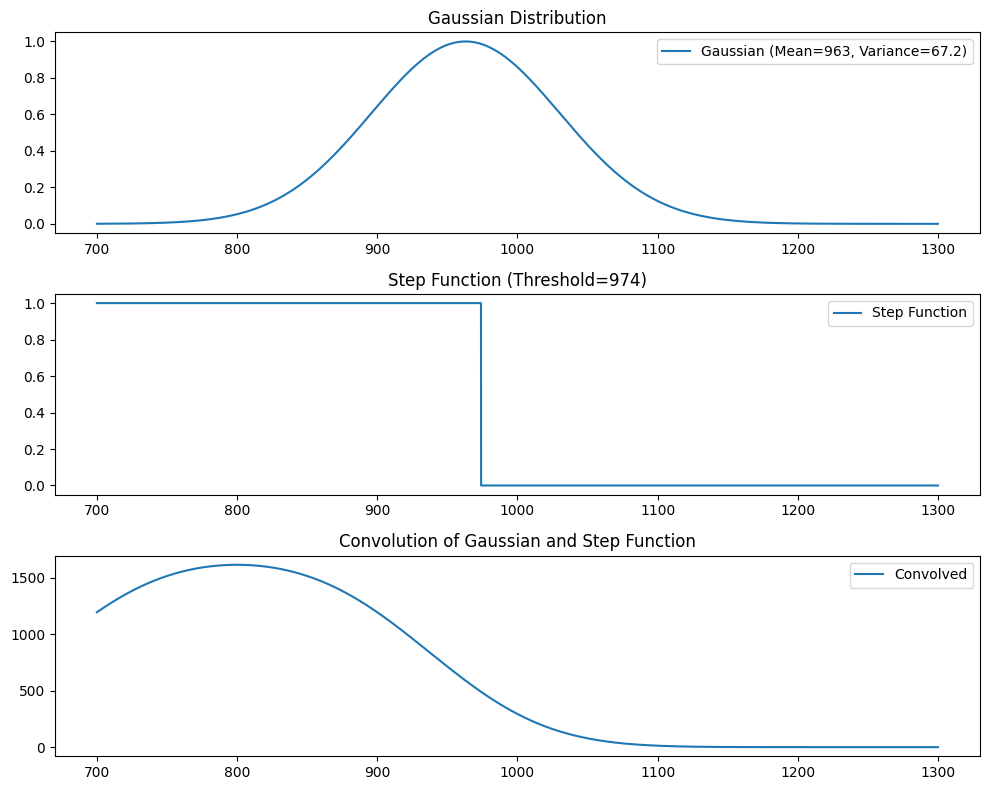 Gaussian Distribution
1.0
0.8
0.6
0.4
0.2
0.0
Gaussian (Mean=963, Variance=67.2)
700 800 900 1000 1100 1200 1300
Step Function (Threshold=974)
1.0
0.8
0.6
0.4
0.2
0.0
Step Function
700 800 900 1000 1100 1200 1300
Convolution of Gaussian and Step Function
1500
1000
500
0
Convolved
700 800 900 1000 1100 1200 1300